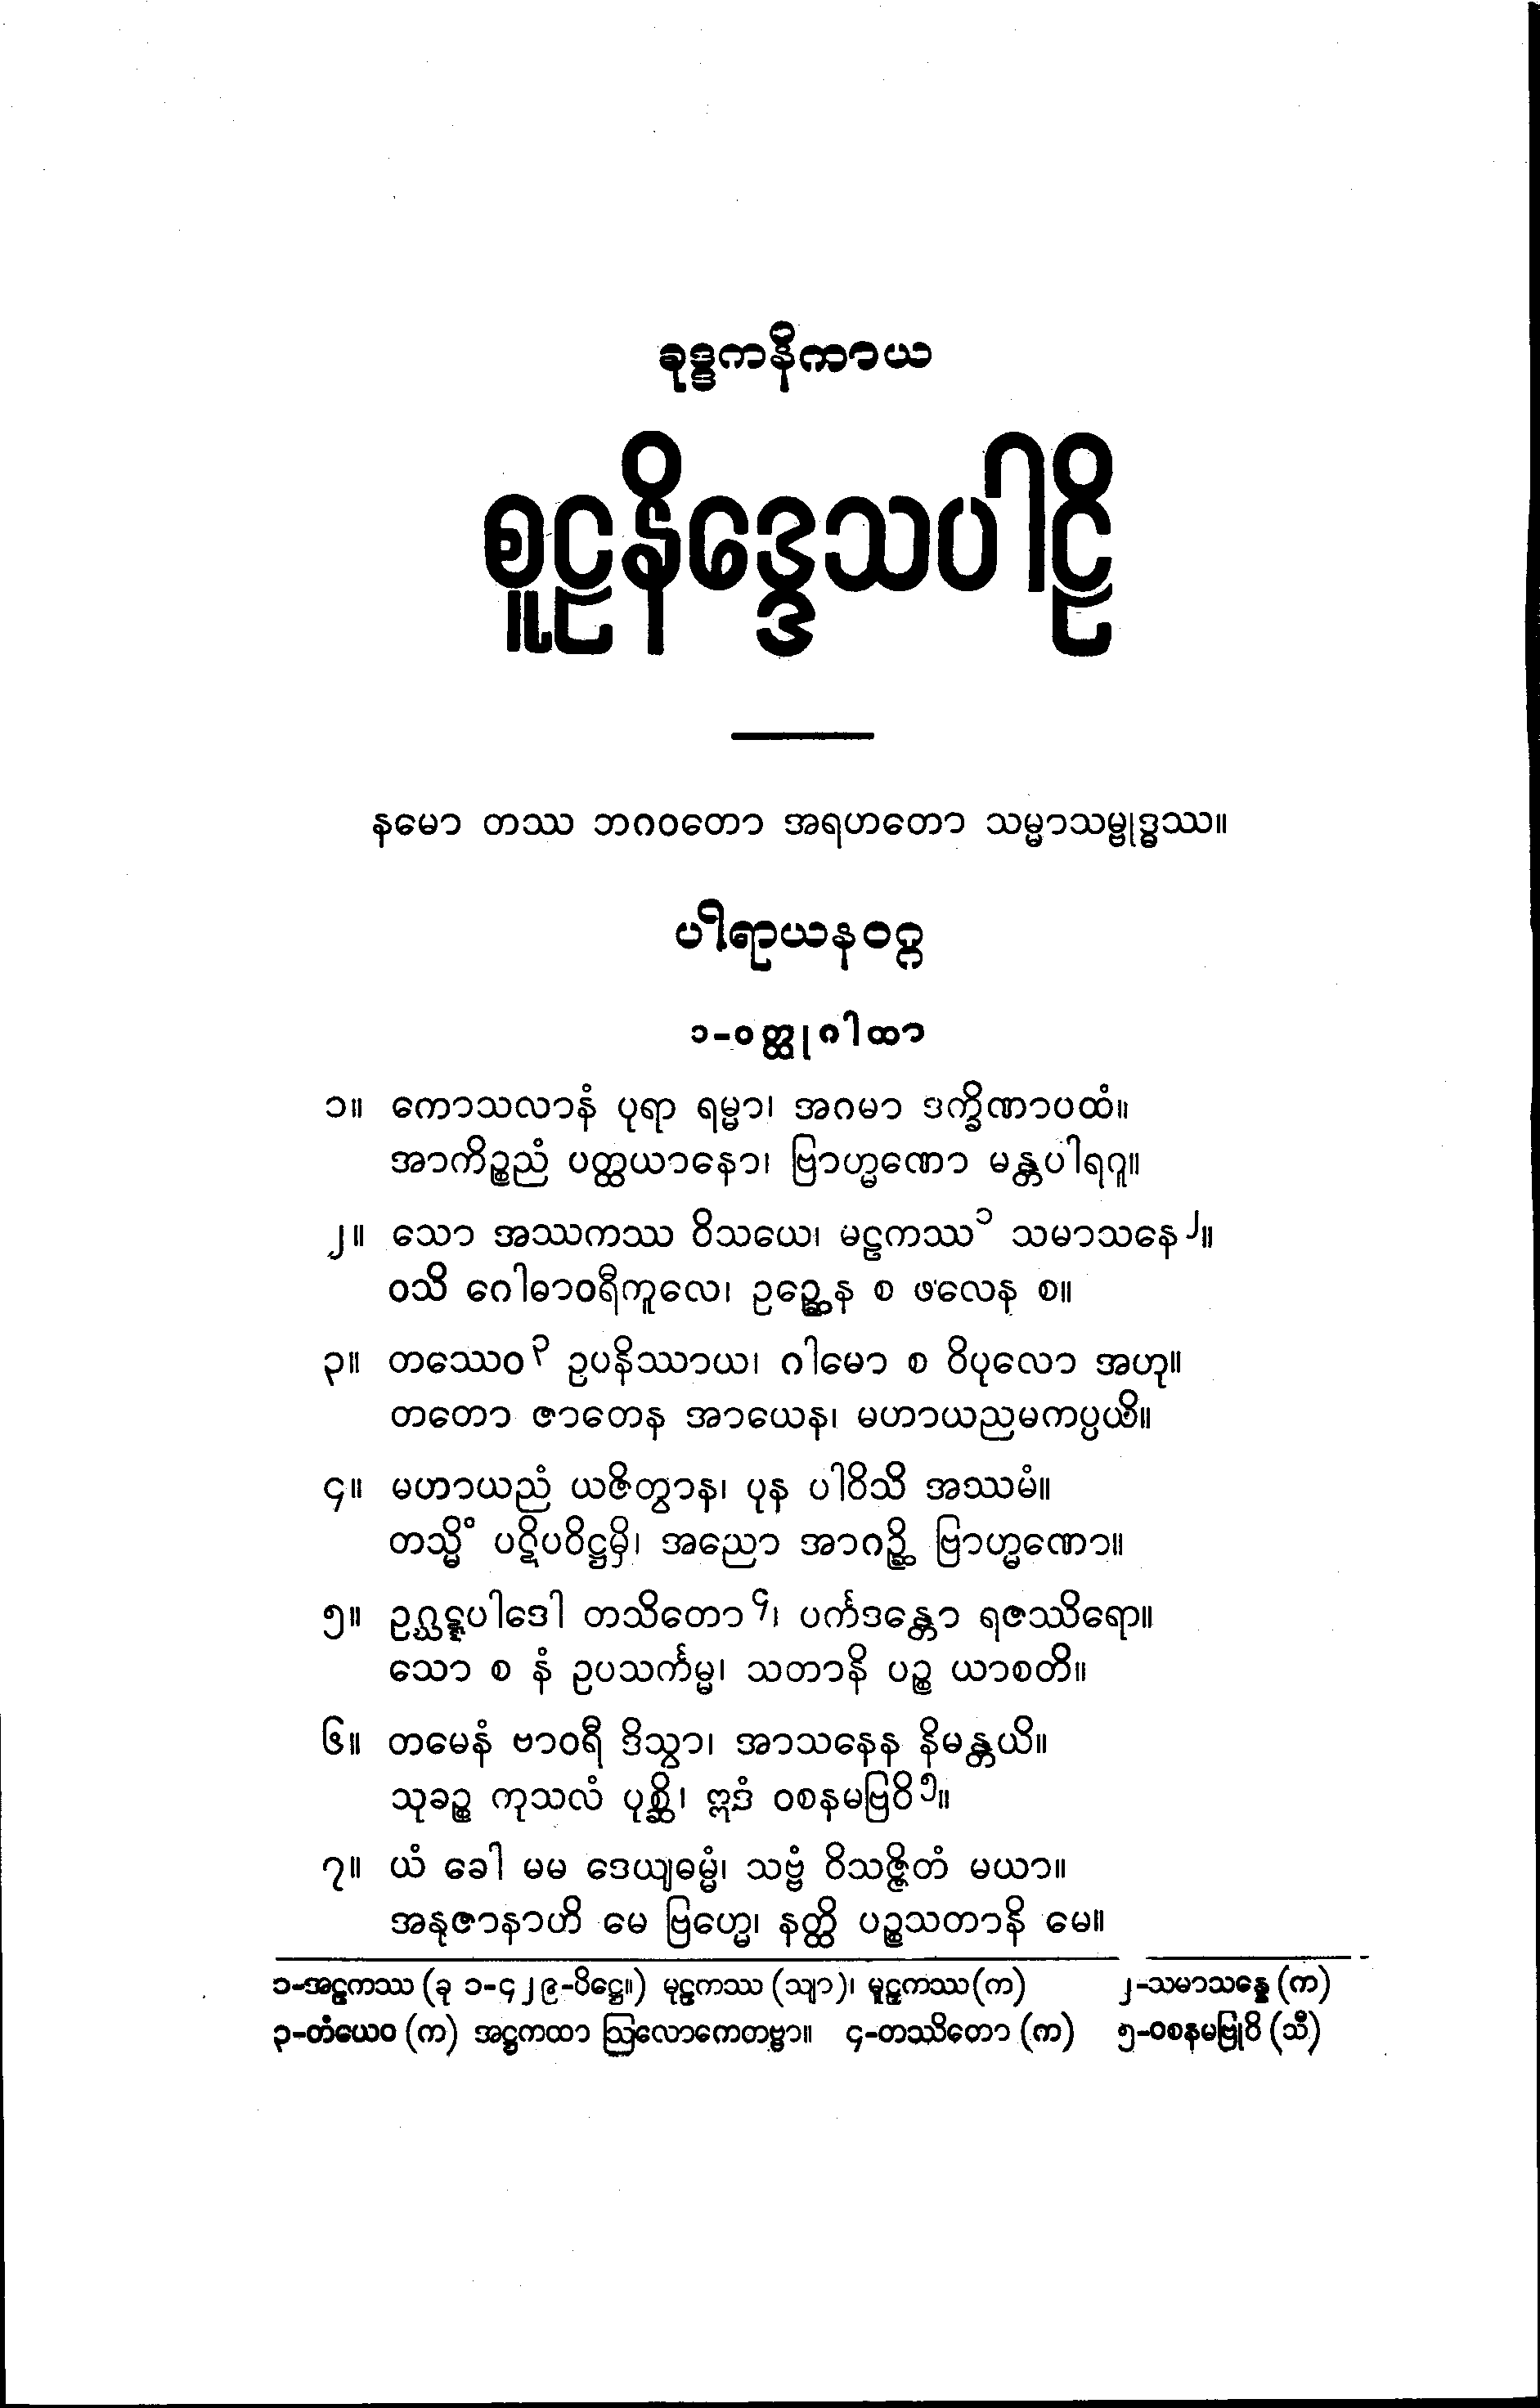 ခုဒ္ဒကနိကာယ
စူဠနိဒ္ဒေသပါဠိ
နမော တဿ ဘဂဝတော အရဟတော သမ္မာသမ္ဗုဒ္ဓဿ။
ပါရာယနဝဂ္ဂ
၁-ဝတ္ထုဂါထာ
၁။ ကောသလာနံ ပုရာ ရမ္မာ၊ အဂမာ ဒက္ခိဏာပထံ။
အာကိဉ္စညံ ပတ္ထယာနော၊ ဗြာဟ္မဏော မန္တပါရဂူ။
၂။ သော အဿကဿ ဝိသယေ၊ မဠကဿ၁ သမာသနေ၂။
ဝသိ ဂေါဓာဝရီကူလေ၊ ဥဉ္ဆေန စ ဖလေန စ။
၃။ တဿေဝ၃ ဥပနိဿာယ၊ ဂါမော စ ဝိပုလော အဟု။
တတော ဇာတေန အာယေန၊ မဟာယညမကပ္ပယိ။
၄။ မဟာယညံ ယဇိတွာန၊ ပုန ပါဝိသိ အဿမံ။
တသ္မိံ ပဋိပဝိဋ္ဌမှိ၊ အညော အာဂဉ္ဆိ ဗြာဟ္မဏော။
၅။ ဥဂ္ဃဋ္ဋပါဒေါ တသိတော၄၊ ပင်္ကဒန္တော ရဇဿိရော။
သော စ နံ ဥပသင်္ကမ္မ၊ သတာနိ ပဉ္စ ယာစတိ။
၆။ တမေနံ ဗာဝရီ ဒိသွာ၊ အာသနေန နိမန္တယိ။
သုခဉ္စ ကုသလံ ပုစ္ဆိ၊ ဣဒံ ဝစနမဗြဝိ၅။
၇။ ယံ ခေါ မမ ဒေယျဓမ္မံ၊ သဗ္ဗံ ဝိသဇ္ဇိတံ မယာ။
အနုဇာနာဟိ မေ ဗြဟ္မေ၊ နတ္ထိ ပဉ္စသတာနိ မေ။
၁-အဠကဿ (ခု ၁-၄၂၉-ပိဋ္ဌေ။) မုဠကဿ (သျာ)၊ မူဠကဿ(က) ၂-သမာသန္နေ (က)
၃-တံယေဝ (က) အဋ္ဌကထာ ဩလောကေတဗ္ဗာ။ ၄-တဿိတော (က) ၅-ဝစနမဗြုဝိ (သီ)